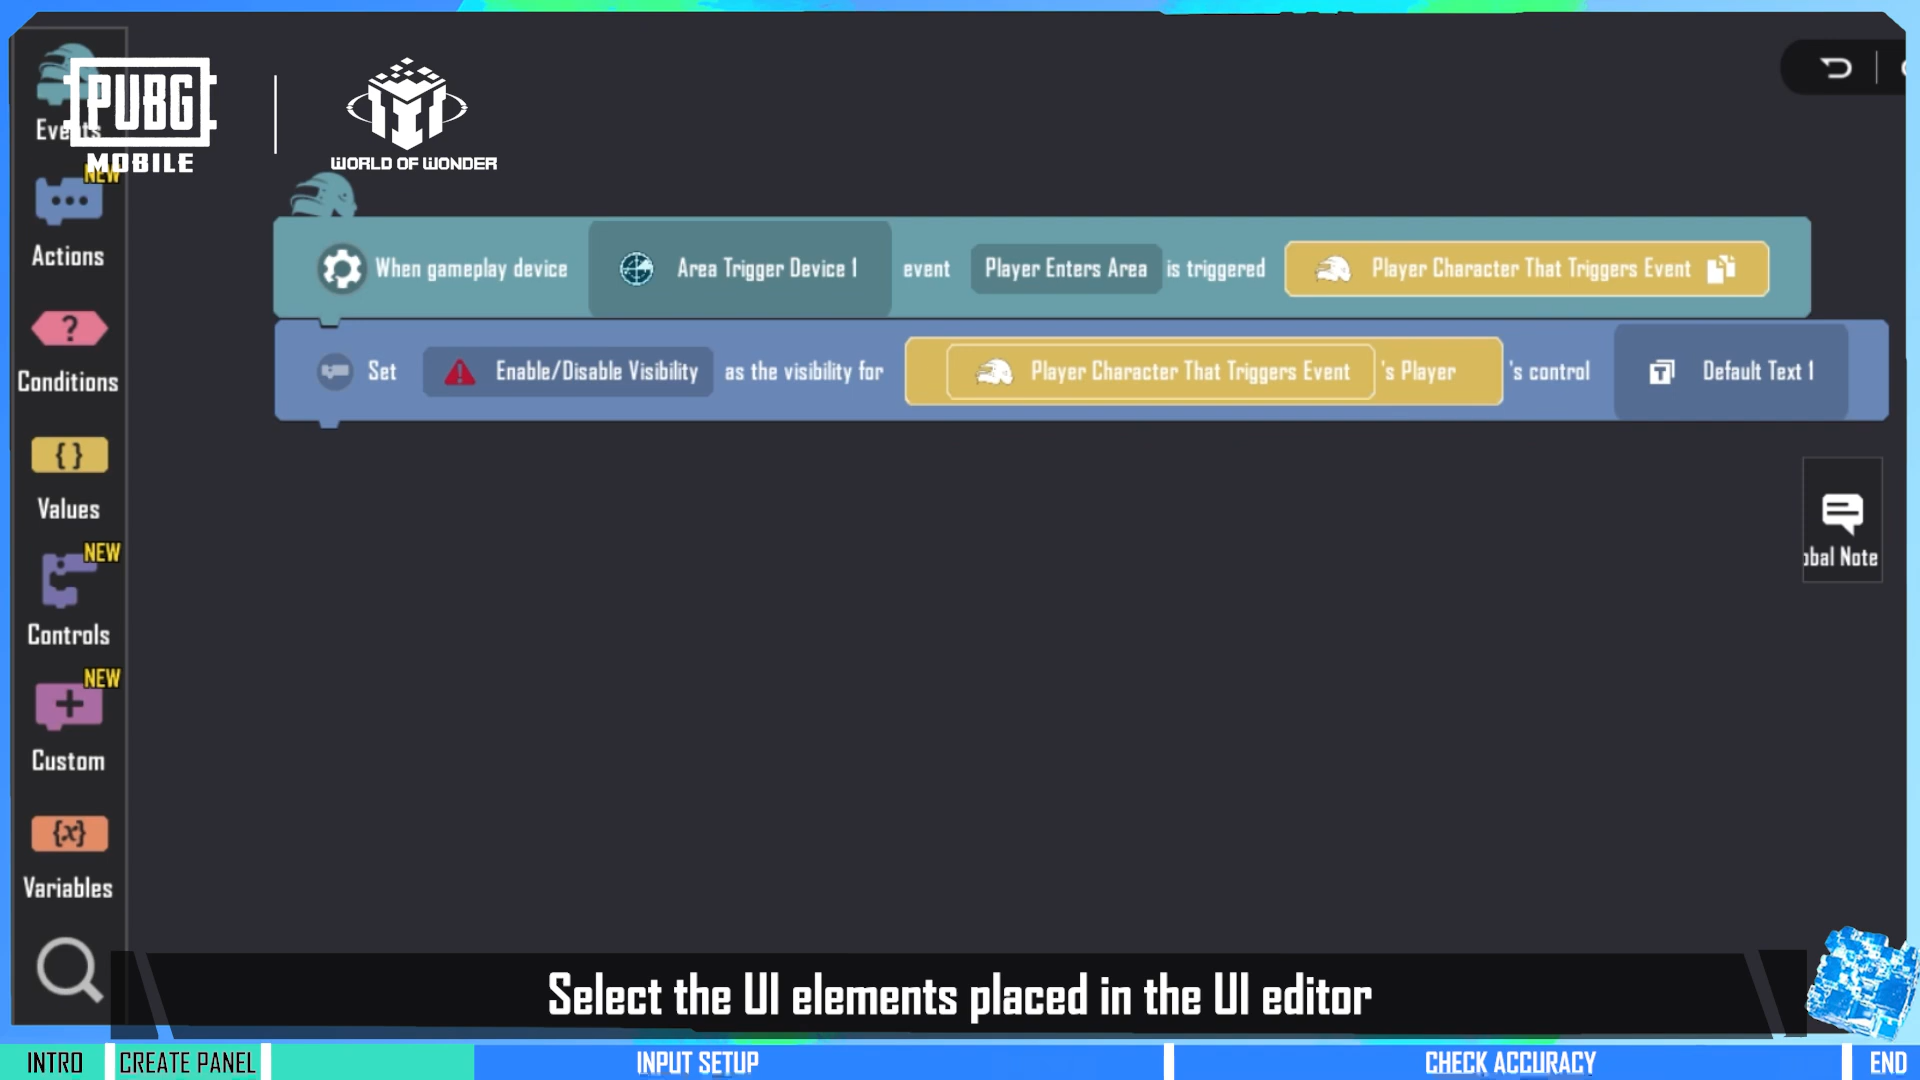 PUBG
MOBILE
WORLD OF WONDER
Events
NEW
Actions
Conditions
Values
NEW
Controls
NEW
Custom
Variables
When gameplay device Area Trigger Device 1 event Player Enters Area is triggered Player Character That Triggers Event
Set Enable/Disable Visibility as the visibility for Player Character That Triggers Event 's Player 's control Default Text 1
obal Note
Select the UI elements placed in the UI editor
INTRO CREATE PANEL INPUT SETUP CHECK ACCURACY END